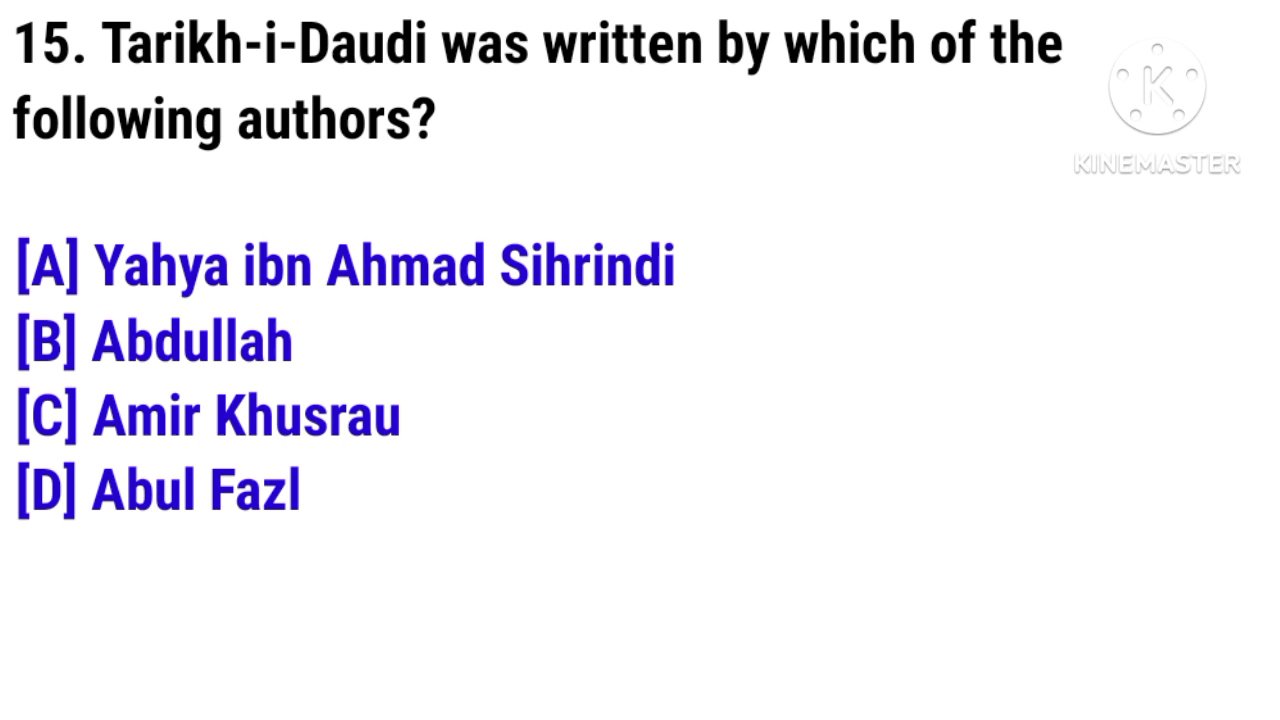 15. Tarikh-i-Daudi was written by which of the
following authors?
K
KINEMASTER
[A] Yahya ibn Ahmad Sihrindi
[B] Abdullah
[C] Amir Khusrau
[D] Abul Fazl